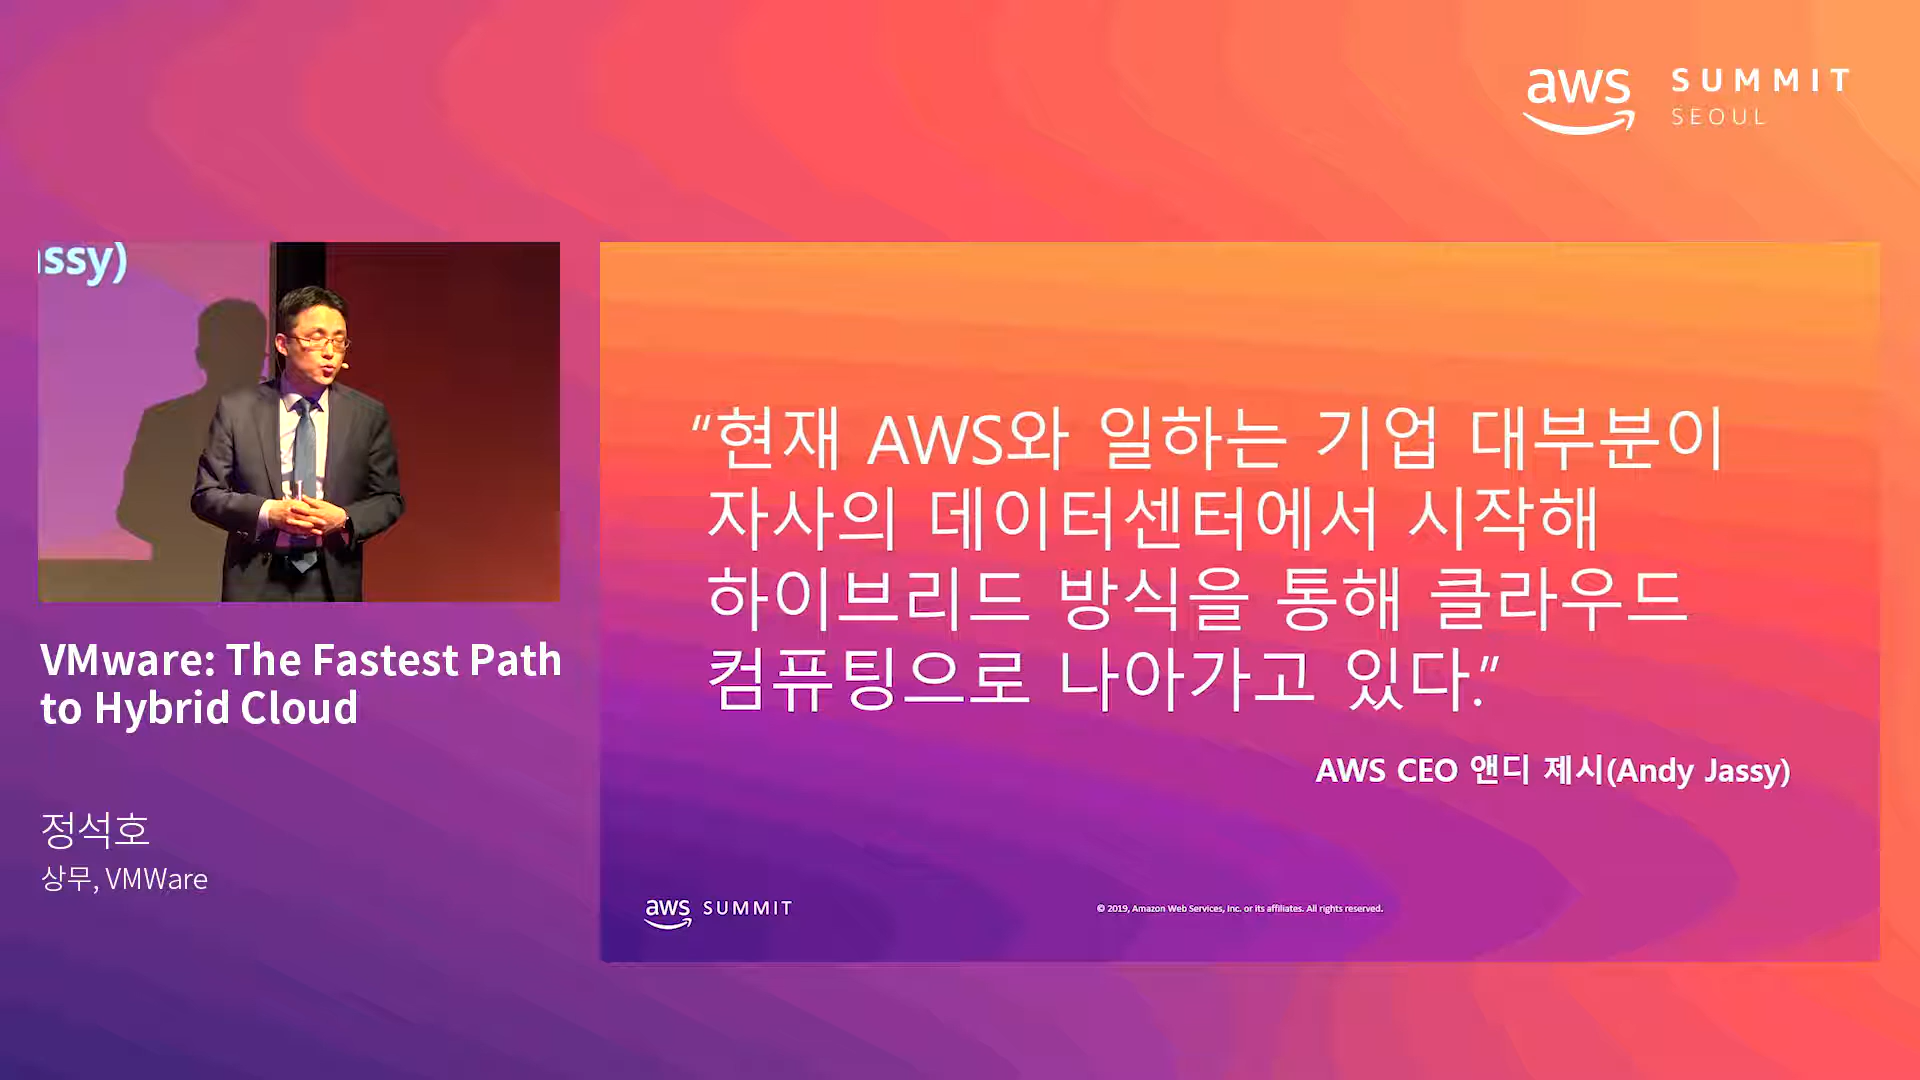 aws SUMMIT
SEOUL
ssy)
VMware: The Fastest Path
to Hybrid Cloud
정석호
상무, VMWare
“현재 AWS와 일하는 기업 대부분이
자사의 데이터센터에서 시작해
하이브리드 방식을 통해 클라우드
컴퓨팅으로 나아가고 있다.”
AWS CEO 앤디 제시(Andy Jassy)
aws SUMMIT
© 2019, Amazon Web Services, Inc. or its affiliates. All rights reserved.